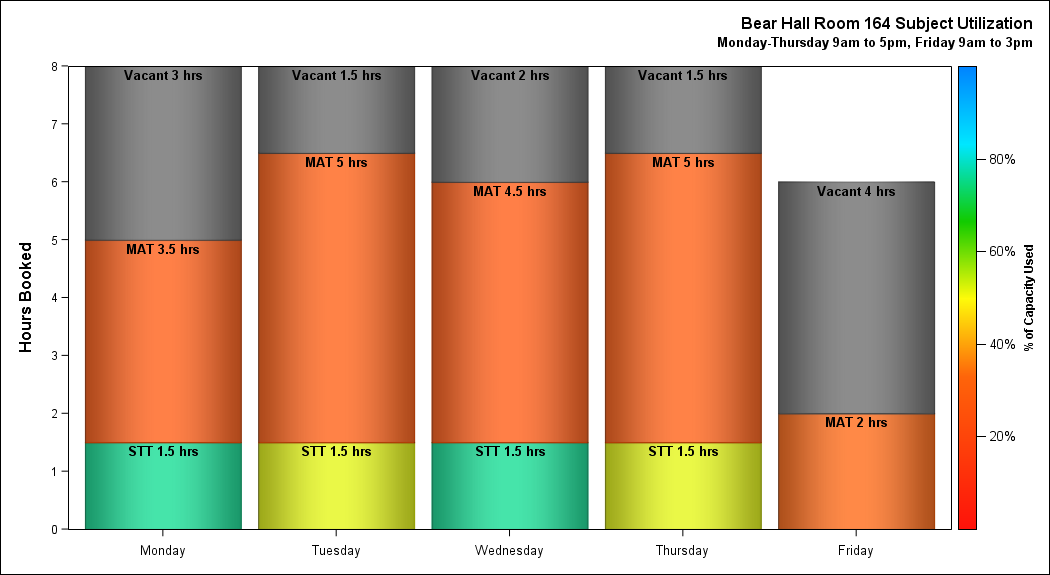 Bear Hall Room 164 Subject Utilization
Monday-Thursday 9am to 5pm, Friday 9am to 3pm
Hours Booked
8
7
6
5
4
3
2
1
0
Vacant 3 hrs
MAT 3.5 hrs
STT 1.5 hrs
Monday
Vacant 1.5 hrs
MAT 5 hrs
STT 1.5 hrs
Tuesday
Vacant 2 hrs
MAT 4.5 hrs
STT 1.5 hrs
Wednesday
Vacant 1.5 hrs
MAT 5 hrs
STT 1.5 hrs
Thursday
Vacant 4 hrs
MAT 2 hrs
Friday
80%
60%
40%
20%
% of Capacity Used